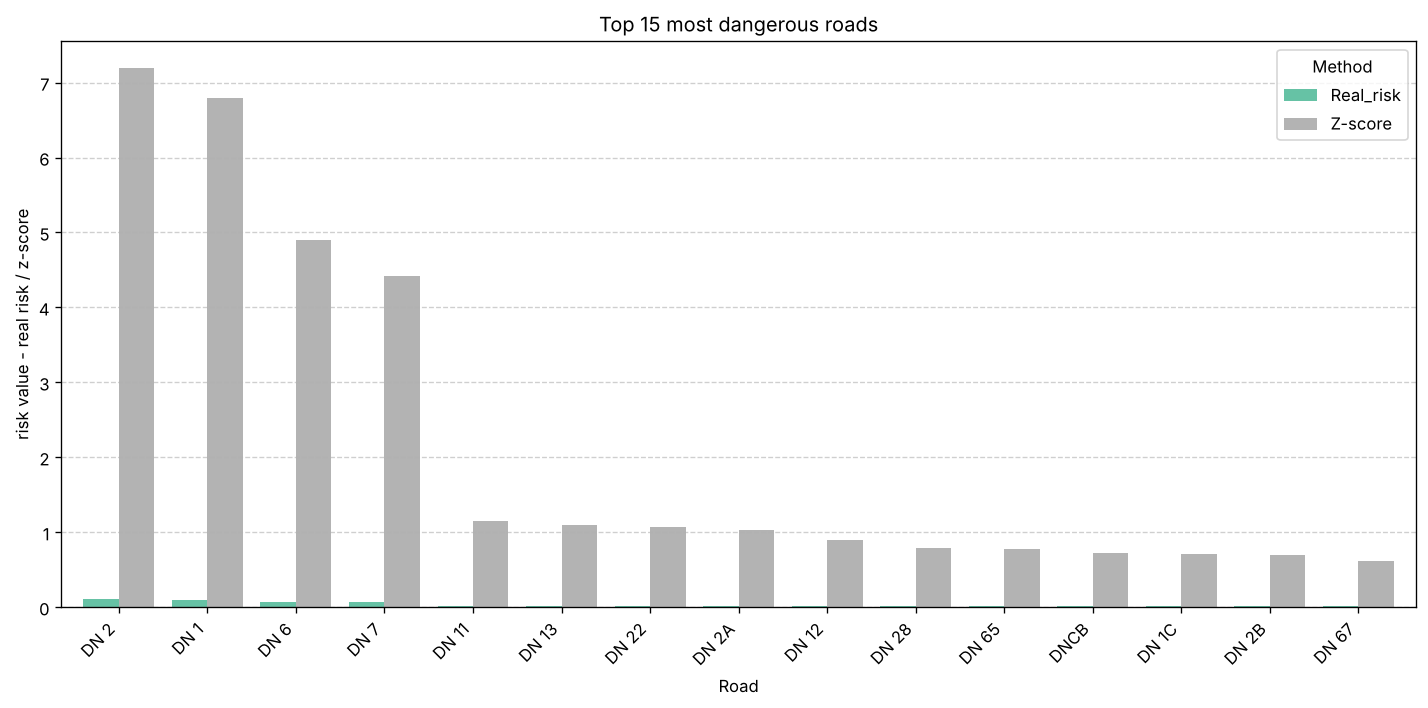 Top 15 most dangerous roads
Method
Real_risk
Z-score
risk value - real risk / z-score
7
6
5
4
3
2
1
0
DN 2
DN 1
DN 6
DN 7
DN 11
DN 13
DN 22
DN 2A
DN 12
DN 28
DN 65
DNCB
DN 1C
DN 2B
DN 67
Road